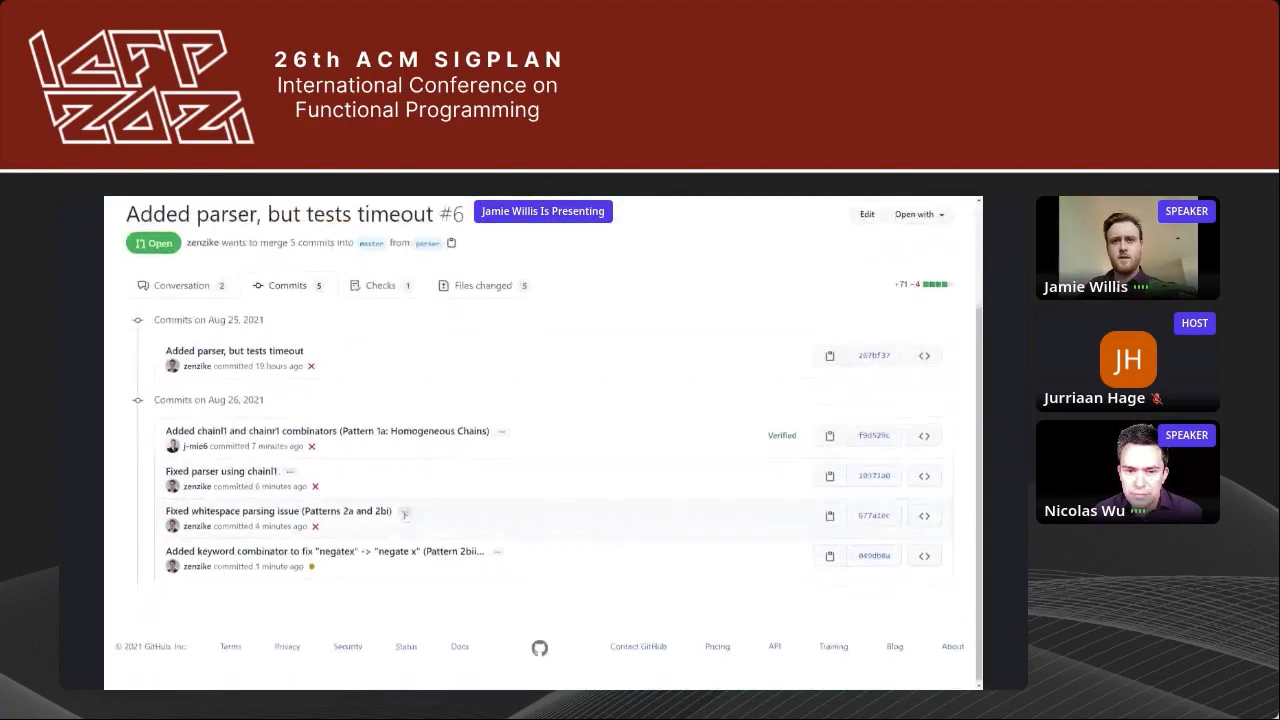 ICFP 2021
26th ACM SIGPLAN
International Conference on
Functional Programming
Added parser, but tests timeout #6
Jamie Willis Is Presenting
Edit
Open with
Open
zenzike wants to merge 5 commits into master from parser
Conversation 2
Commits 5
Checks 1
Files changed 5
+71 −4
Commits on Aug 25, 2021
Added parser, but tests timeout
zenzike committed 19 hours ago
267bf37
Commits on Aug 26, 2021
Added chainl1 and chainr1 combinators (Pattern 1a: Homogeneous Chains)
j-mie6 committed 7 minutes ago
Verified
f9d529c
Fixed parser using chainl1
zenzike committed 6 minutes ago
10371a0
Fixed whitespace parsing issue (Patterns 2a and 2bi)
zenzike committed 4 minutes ago
Added keyword combinator to fix "negatex" -> "negate x" (Pattern 2bii...
zenzike committed 1 minute ago
049db0a
© 2021 GitHub, Inc.
Terms
Privacy
Security
Status
Docs
Contact GitHub
Pricing
API
Training
Blog
About
SPEAKER
Jamie Willis
HOST
JH
Jurriaan Hage
SPEAKER
Nicolas Wu